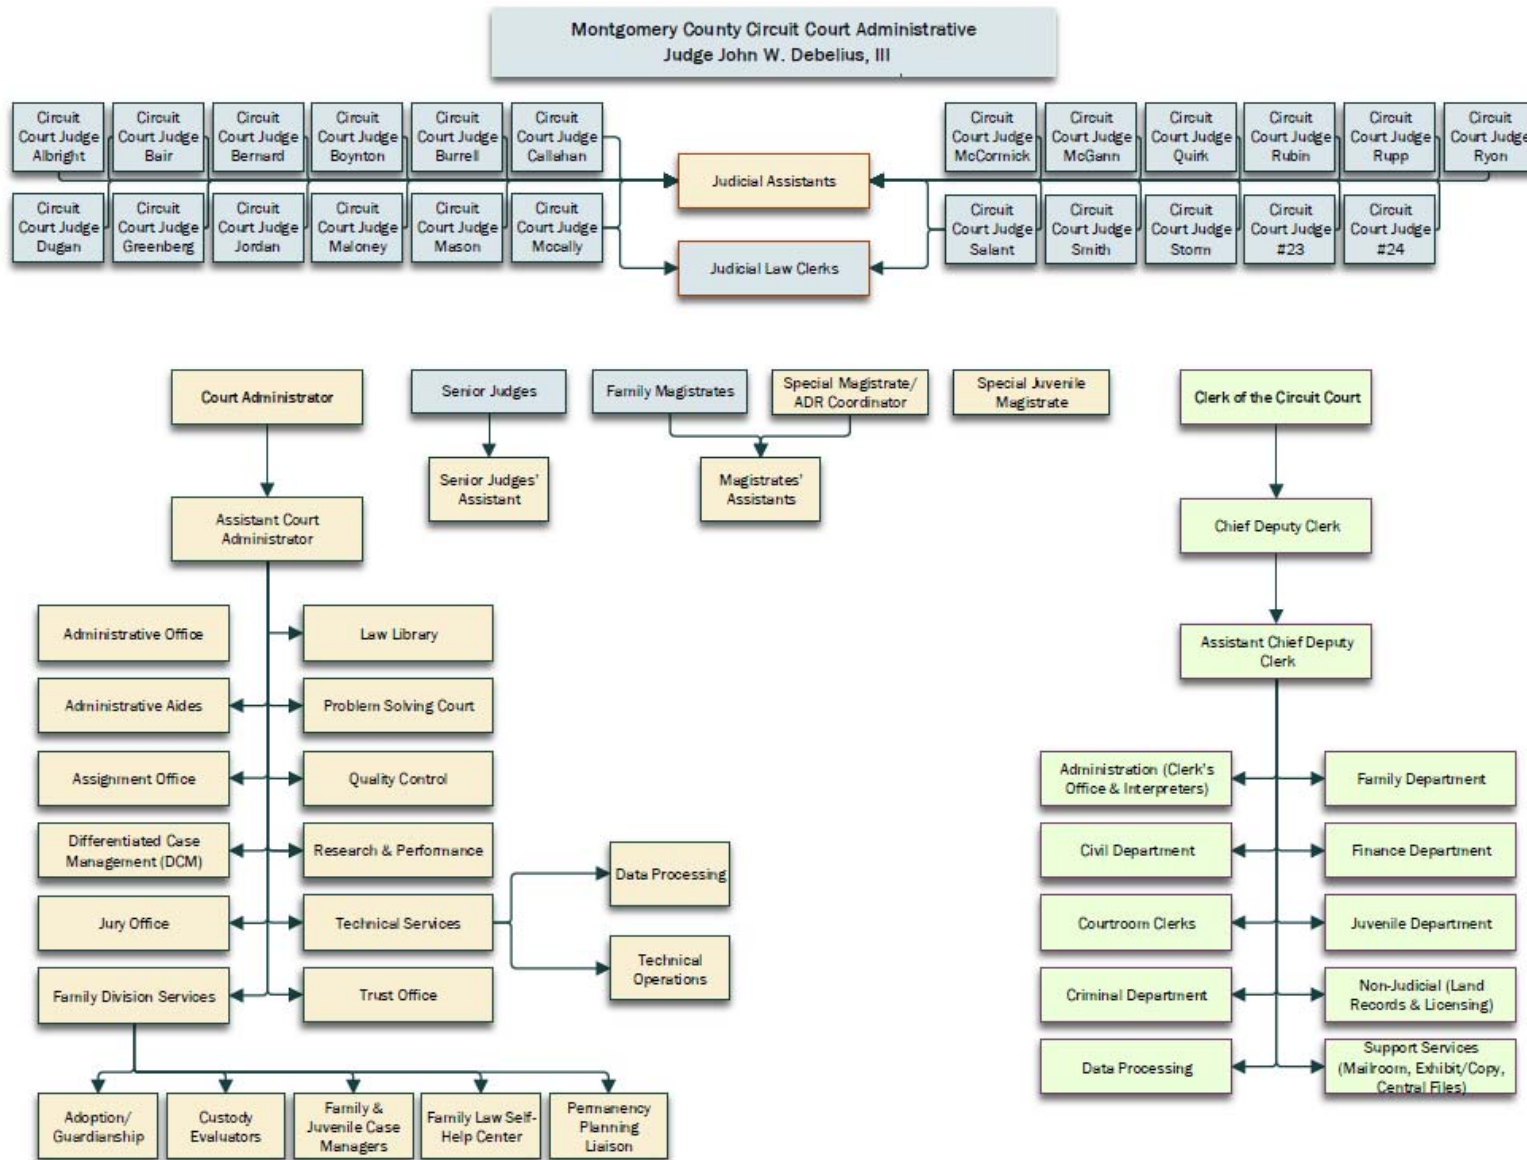 Montgomery County Circuit Court Administrative
Judge John W. Debelius, III
Circuit
Court Judge
Albright
Circuit
Court Judge
Bair
Circuit
Court Judge
Bernard
Circuit
Court Judge
Boynton
Circuit
Court Judge
Burrell
Circuit
Court Judge
Callahan
Circuit
Court Judge
McCormick
Circuit
Court Judge
McGann
Circuit
Court Judge
Quirk
Circuit
Court Judge
Rubin
Circuit
Court Judge
Rupp
Circuit
Court Judge
Ryon
Judicial Assistants
Circuit
Court Judge
Dugan
Circuit
Court Judge
Greenberg
Circuit
Court Judge
Jordan
Circuit
Court Judge
Maloney
Circuit
Court Judge
Mason
Circuit
Court Judge
Mccally
Judicial Law Clerks
Circuit
Court Judge
Salant
Circuit
Court Judge
Smith
Circuit
Court Judge
Storm
Circuit
Court Judge
#23
Circuit
Court Judge
#24
Court Administrator
Senior Judges
Family Magistrates
Special Magistrate/
ADR Coordinator
Special Juvenile
Magistrate
Clerk of the Circuit Court
Senior Judges'
Assistant
Magistrates'
Assistants
Assistant Court
Administrator
Chief Deputy Clerk
Administrative Office
Law Library
Assistant Chief Deputy
Clerk
Administrative Aides
Problem Solving Court
Assignment Office
Quality Control
Administration (Clerk's
Office & Interpreters)
Family Department
Differentiated Case
Management (DCM)
Research & Performance
Data Processing
Civil Department
Finance Department
Jury Office
Technical Services
Courtroom Clerks
Juvenile Department
Technical
Operations
Family Division Services
Trust Office
Criminal Department
Non-Judicial (Land
Records & Licensing)
Data Processing
Support Services
(Mailroom, Exhibit/Copy,
Central Files)
Adoption/
Guardianship
Custody
Evaluators
Family &
Juvenile Case
Managers
Family Law Self-
Help Center
Permanency
Planning
Liaison